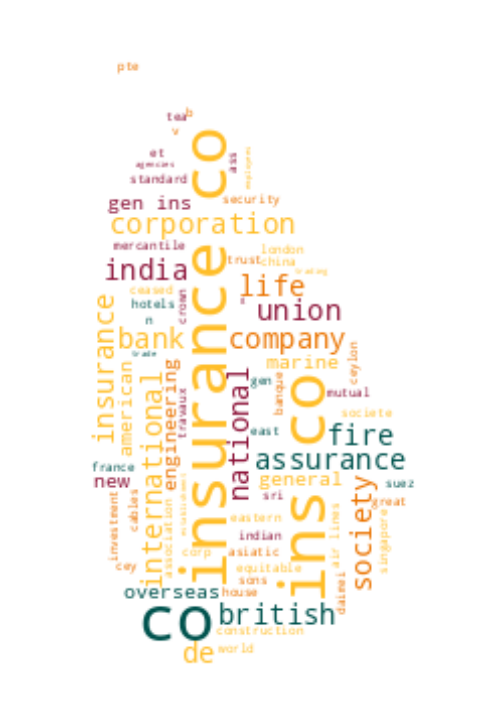 pte
tea
b
v
co
et
ass
agencies
employees
standard
gen ins
security
corporation
mercantile
london
trust
china
india
trading
life
ceased
hotels
crown
union
n
insurance
insurance
bank
company
trade
marine
ceylon
american
engineering
gen
banque
mutual
travaux
national
co
societe
east
fire
international
assurance
france
new
general
suez
society
investment
cables
sri
great
association
establishment
eastern
ins
air lines
singapore
indian
corp
asiatic
cey
equitable
sons
overseas
house
daimei
co
british
construction
de
world